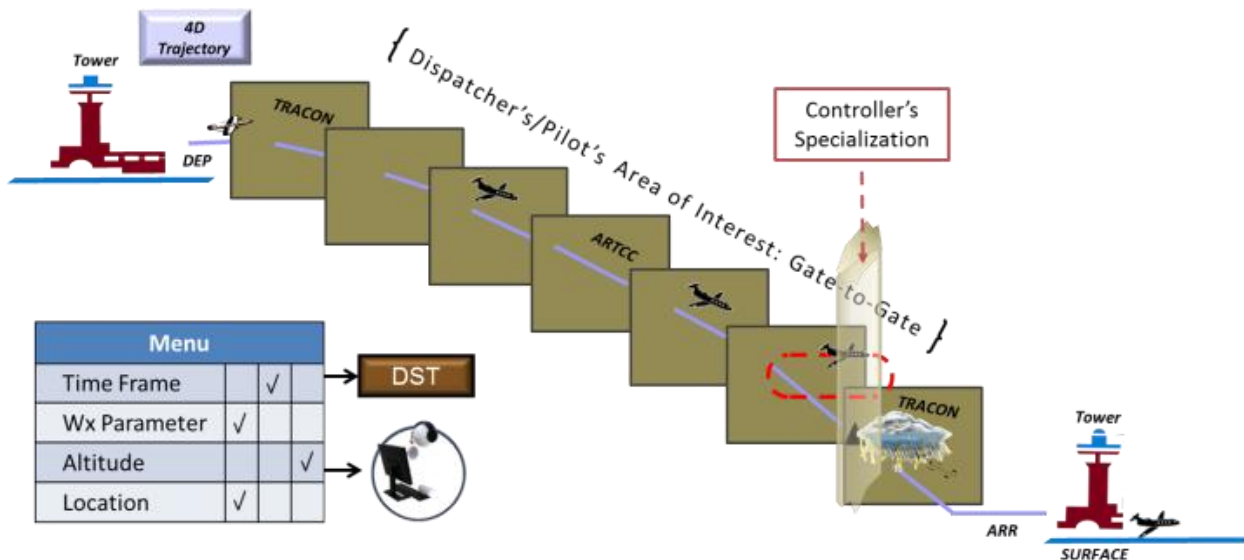 4D
Trajectory
Tower
TRACON
DEP
{ Dispatcher's/Pilot's Area of Interest: Gate-to-Gate }
ARTCC
Controller's
Specialization
TRACON
Tower
ARR
SURFACE
Menu
Time Frame √
Wx Parameter √
Altitude √
Location √
DST